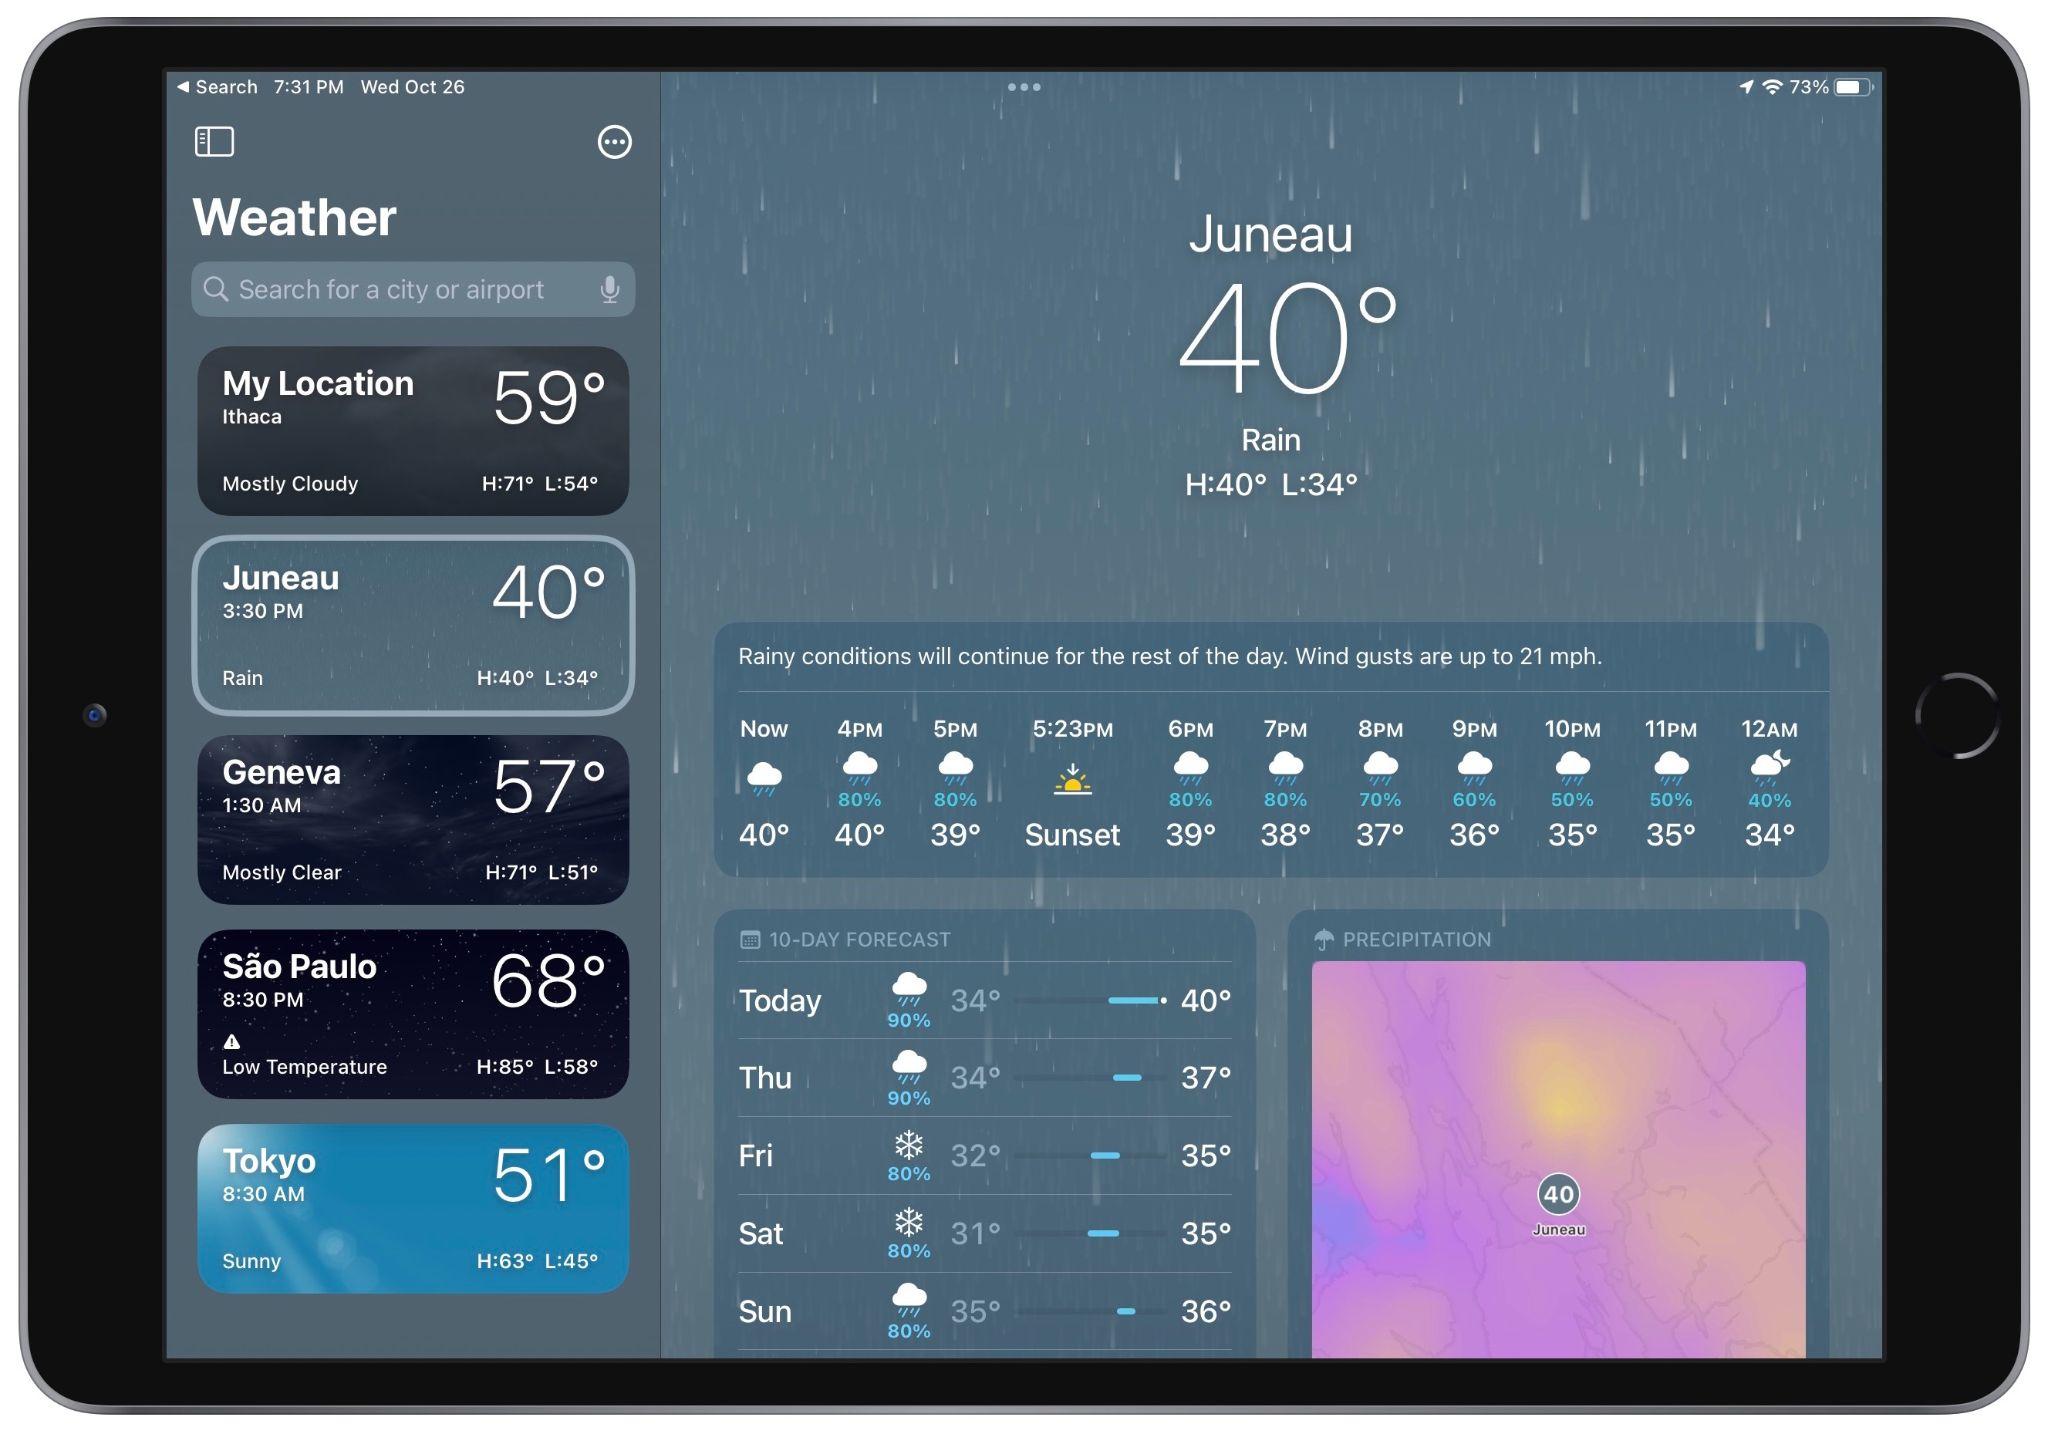 ◀ Search 7:31 PM Wed Oct 26
73%
Weather
Search for a city or airport
My Location 59°
Ithaca
Mostly Cloudy H:71° L:54°
Juneau 40°
3:30 PM
Rain H:40° L:34°
Geneva 57°
1:30 AM
Mostly Clear H:71° L:51°
São Paulo 68°
8:30 PM
Low Temperature H:85° L:58°
Tokyo 51°
8:30 AM
Sunny H:63° L:45°
Juneau
40°
Rain
H:40° L:34°
Rainy conditions will continue for the rest of the day. Wind gusts are up to 21 mph.
Now 4PM 5PM 5:23PM 6PM 7PM 8PM 9PM 10PM 11PM 12AM
80% 80% 80% 80% 70% 60% 50% 50% 40%
40° 40° 39° Sunset 39° 38° 37° 36° 35° 35° 34°
10-DAY FORECAST
Today 90% 34° 40°
Thu 90% 34° 37°
Fri 80% 32° 35°
Sat 80% 31° 35°
Sun 80% 35° 36°
PRECIPITATION
40
Juneau